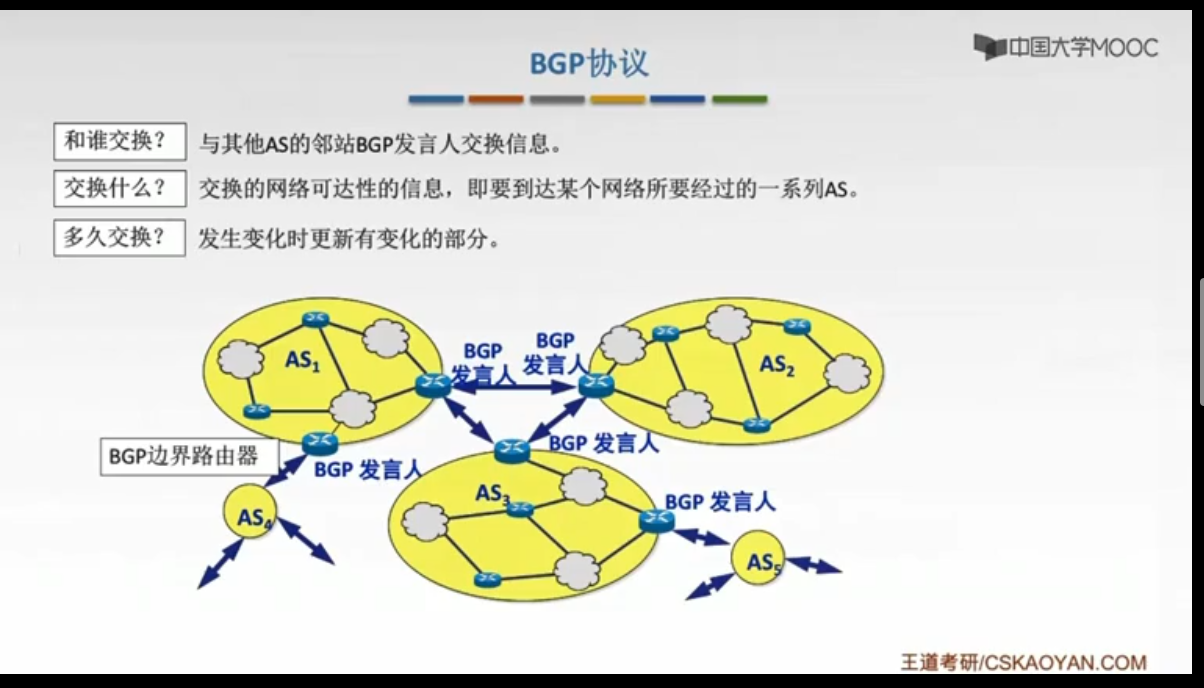 中国大学MOOC
BGP协议
和谁交换？ 与其他AS的邻站BGP发言人交换信息。
交换什么？ 交换的网络可达性的信息，即要到达某个网络所要经过的一系列AS。
多久交换？ 发生变化时更新有变化的部分。
BGP
发言人
BGP
发言人
AS1
AS2
BGP 发言人
BGP边界路由器
BGP 发言人
AS3
BGP 发言人
AS4
AS5
王道考研/CSKAOYAN.COM